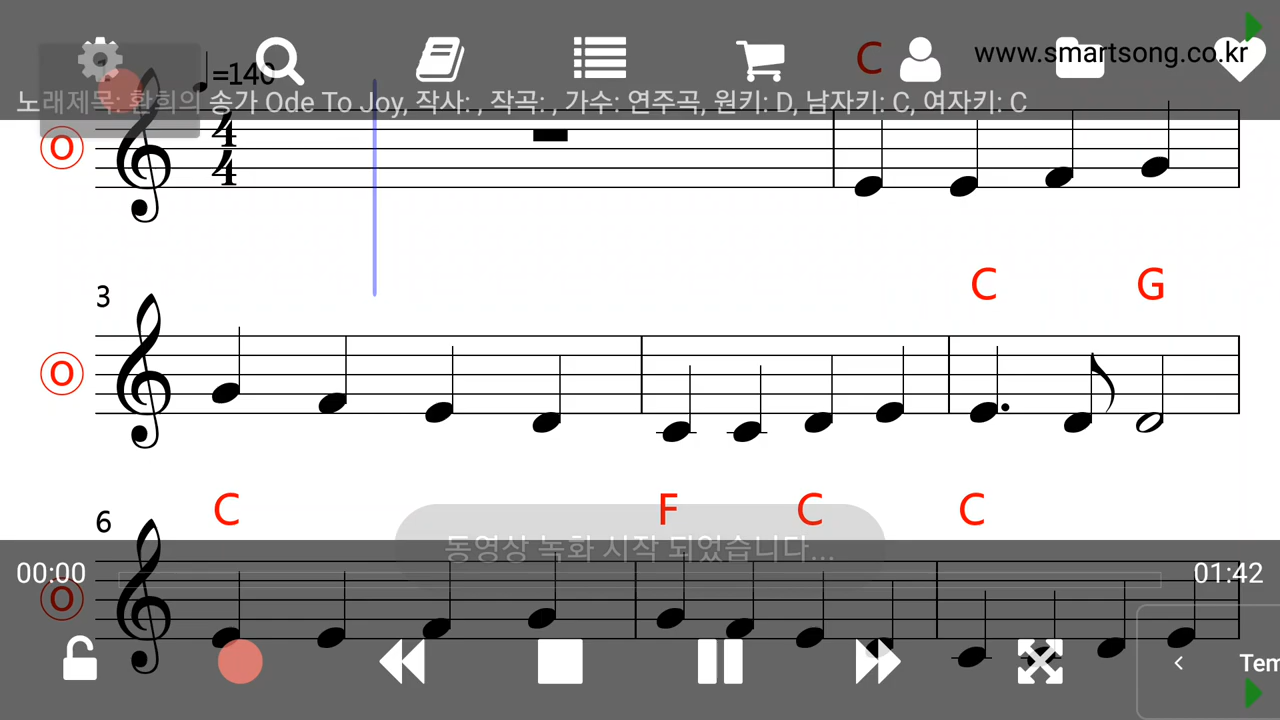 C
www.smartsong.co.kr
♩=140
노래제목: 환희의 송가 Ode To Joy, 작사: , 작곡: , 가수: 연주곡, 원키: D, 남자키: C, 여자키: C
4
4
O
3
C G
O
6
C F C C
동영상 녹화 시작 되었습니다...
00:00
01:42
O
< Tem